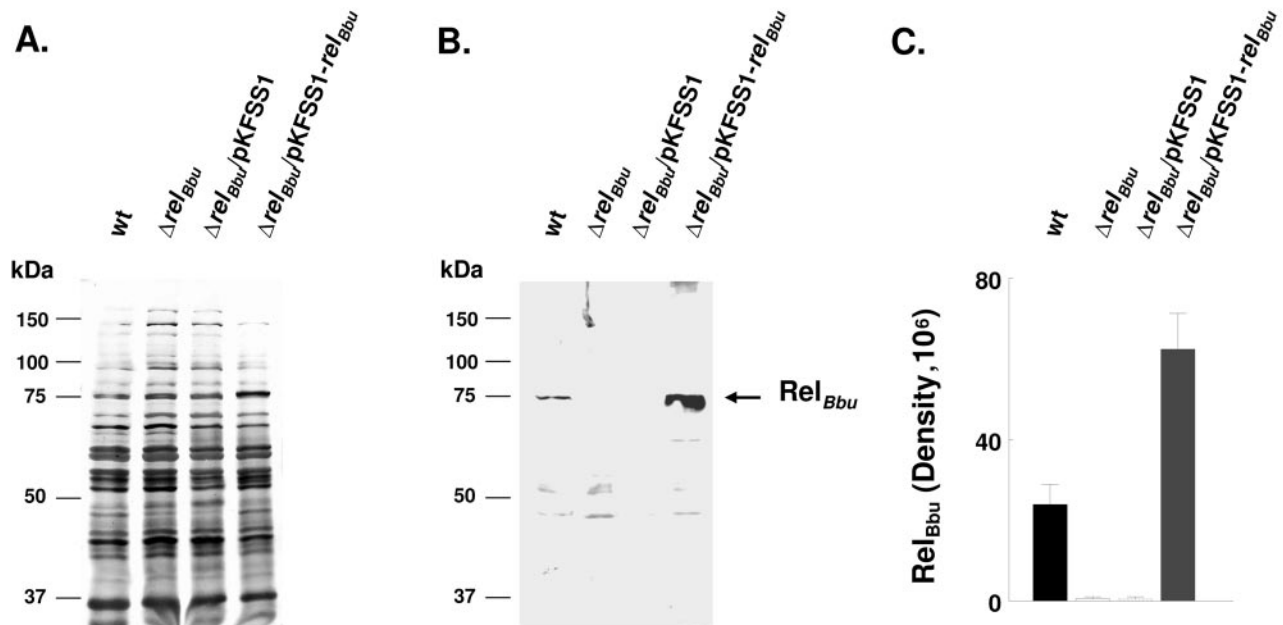 A.
wt
ΔrelBbu
ΔrelBbu/pKFSS1
ΔrelBbu/pKFSS1-relBbu
kDa
150
100
75
50
37
B.
wt
ΔrelBbu
ΔrelBbu/pKFSS1
ΔrelBbu/pKFSS1-relBbu
kDa
150
100
75
50
37
RelBbu
C.
wt
ΔrelBbu
ΔrelBbu/pKFSS1
ΔrelBbu/pKFSS1-relBbu
RelBbu (Density,10⁶)
80
40
0